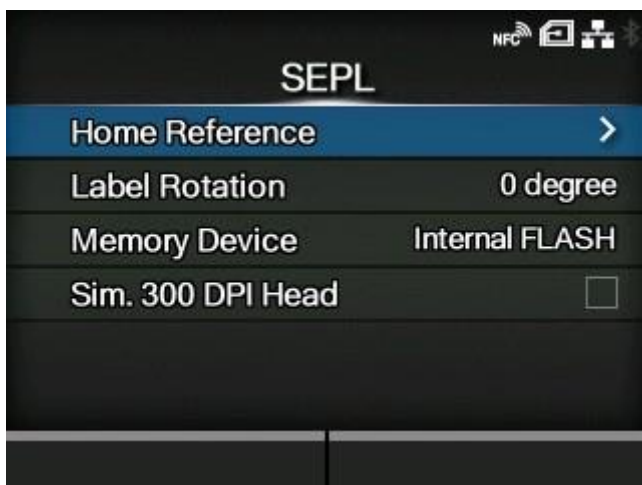 NFC
SEPL
Home Reference
Label Rotation 0 degree
Memory Device Internal FLASH
Sim. 300 DPI Head